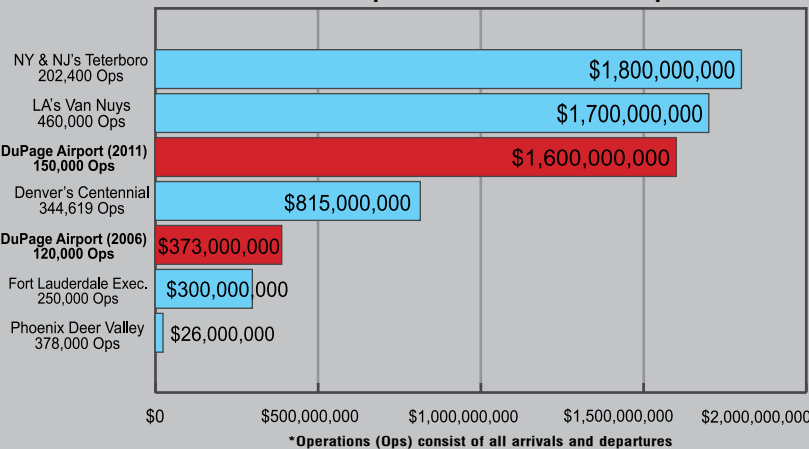 NY & NJ's Teterboro
202,400 Ops
$1,800,000,000
LA's Van Nuys
460,000 Ops
$1,700,000,000
DuPage Airport (2011)
150,000 Ops
$1,600,000,000
Denver's Centennial
344,619 Ops
$815,000,000
DuPage Airport (2006)
120,000 Ops
$373,000,000
Fort Lauderdale Exec.
250,000 Ops
$300,000,000
Phoenix Deer Valley
378,000 Ops
$26,000,000
$0 $500,000,000 $1,000,000,000 $1,500,000,000 $2,000,000,000
*Operations (Ops) consist of all arrivals and departures